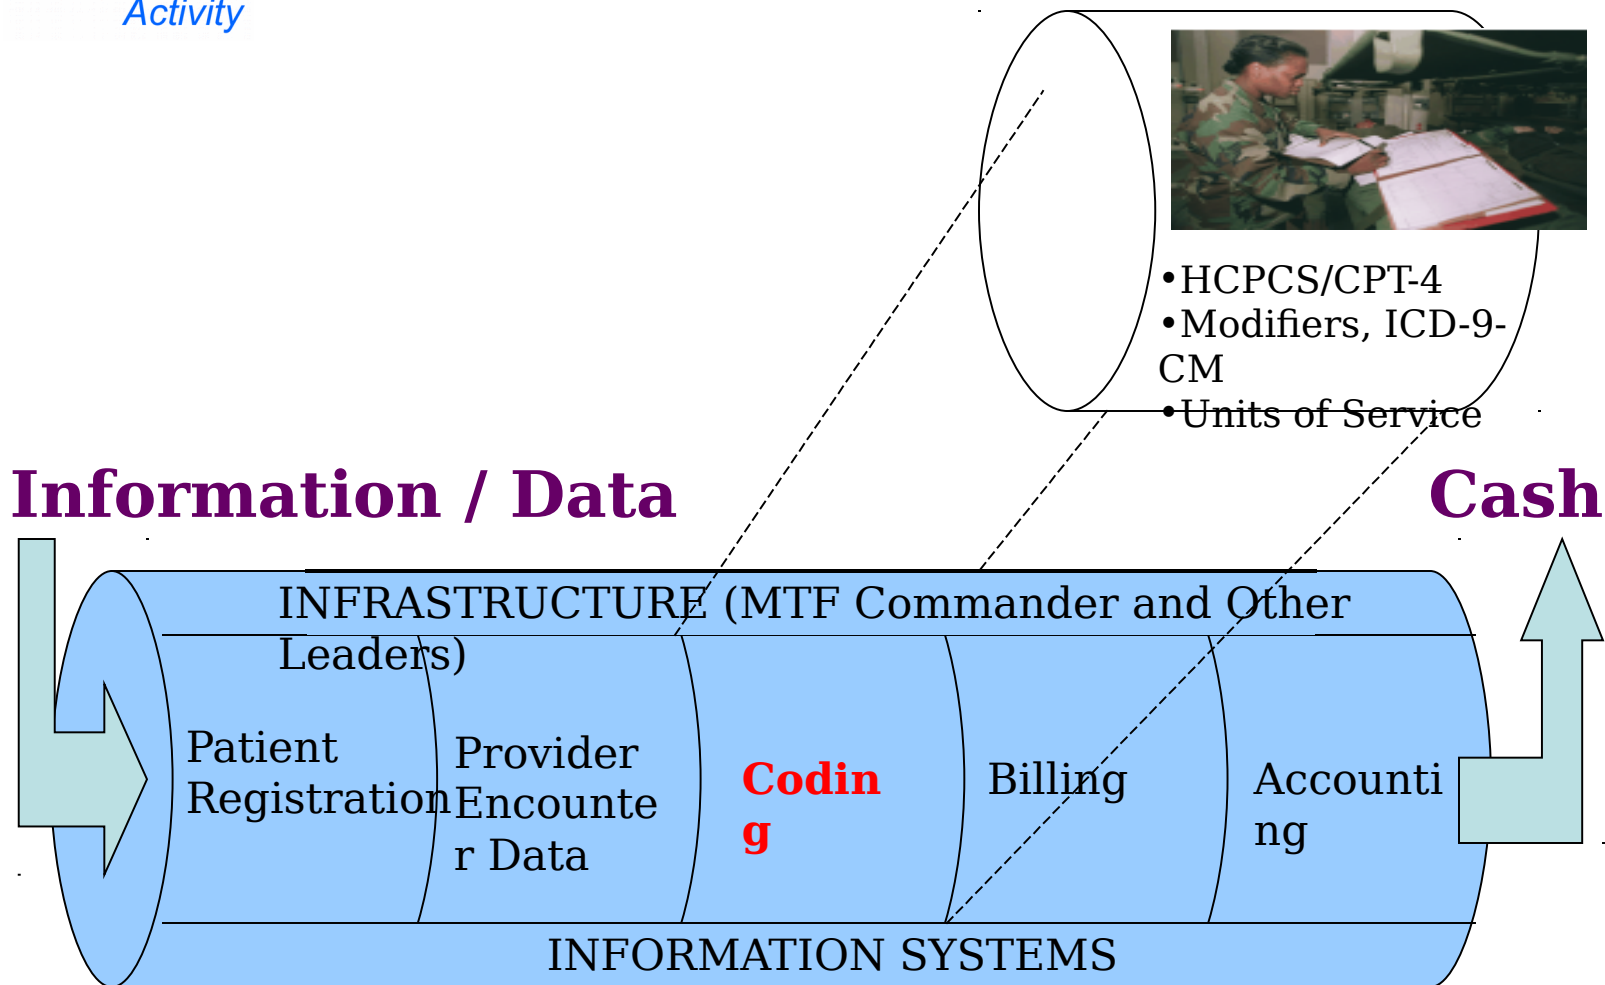 Activity
•HCPCS/CPT-4
•Modifiers, ICD-9-
CM
•Units of Service
Information / Data
Cash
INFRASTRUCTURE (MTF Commander and Other
Leaders)
Patient
Registration
Provider
Encounte
r Data
Codin
g
Billing
Accounti
ng
INFORMATION SYSTEMS